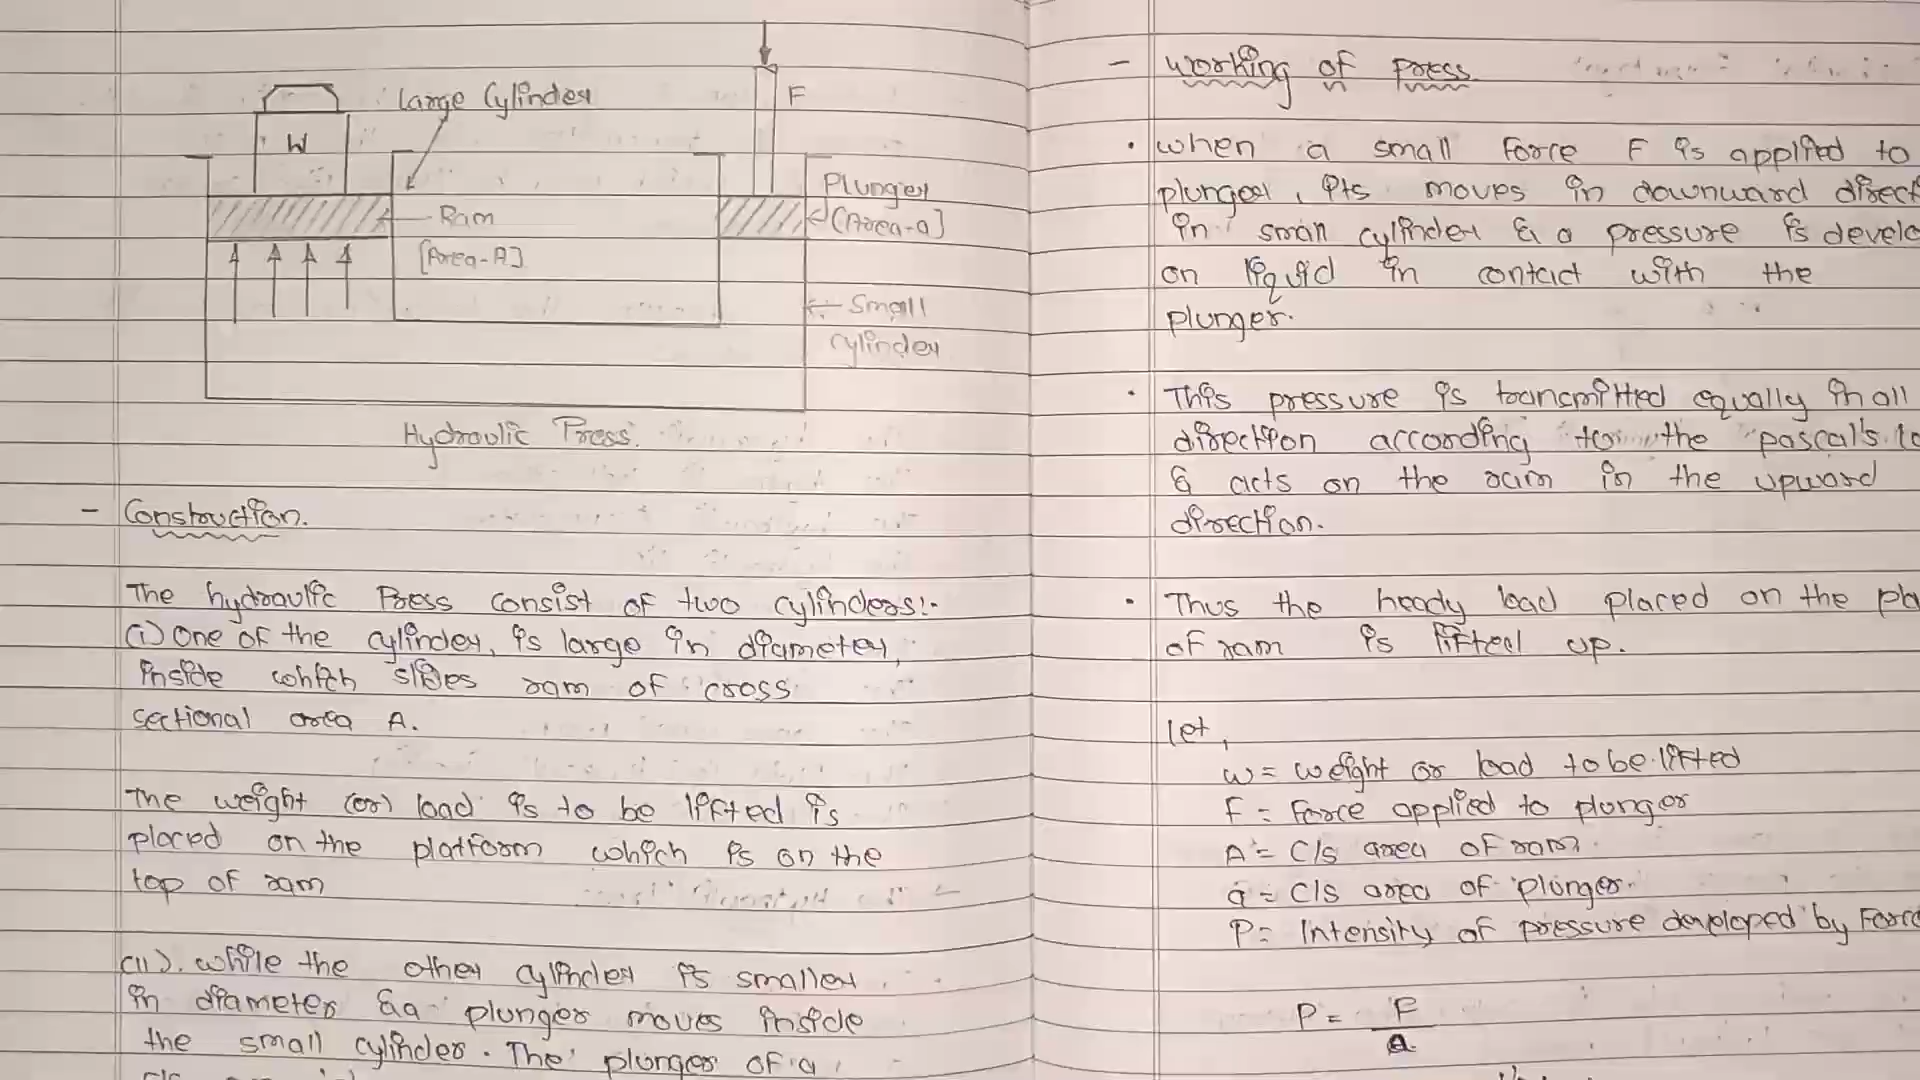 Large Cylinder
F
W
Plunger
(Area-a]
Ram
[Area-A]
Small
cylinder
Hydraulic Press.
- Construction.
The hydraulic Press consist of two cylinders:-
(i) One of the cylinder, is large in diameter,
inside which slides ram of cross
sectional area A.
The weight (or) load is to be lifted is
placed on the platform which is on the
top of ram
(ii). while the other cylinder is smaller
in diameter & a plunger moves inside
the small cylinder. The plunger of a
c/s
- working of Press
• when a small force F is applied to
plunger, its moves in downward direct
in small cylinder & a pressure is develo
on liquid in contact with the
plunger.
• This pressure is transmitted equally in all
direction according to the pascal's la
& acts on the ram in the upward
direction.
• Thus the heady load placed on the pla
of ram is lifted up.
let,
w = weight or load to be lifted
F = Force applied to plunger
A = C/s area of ram.
a = C/s area of plunger.
P = Intensity of pressure developed by Force
P = F
a